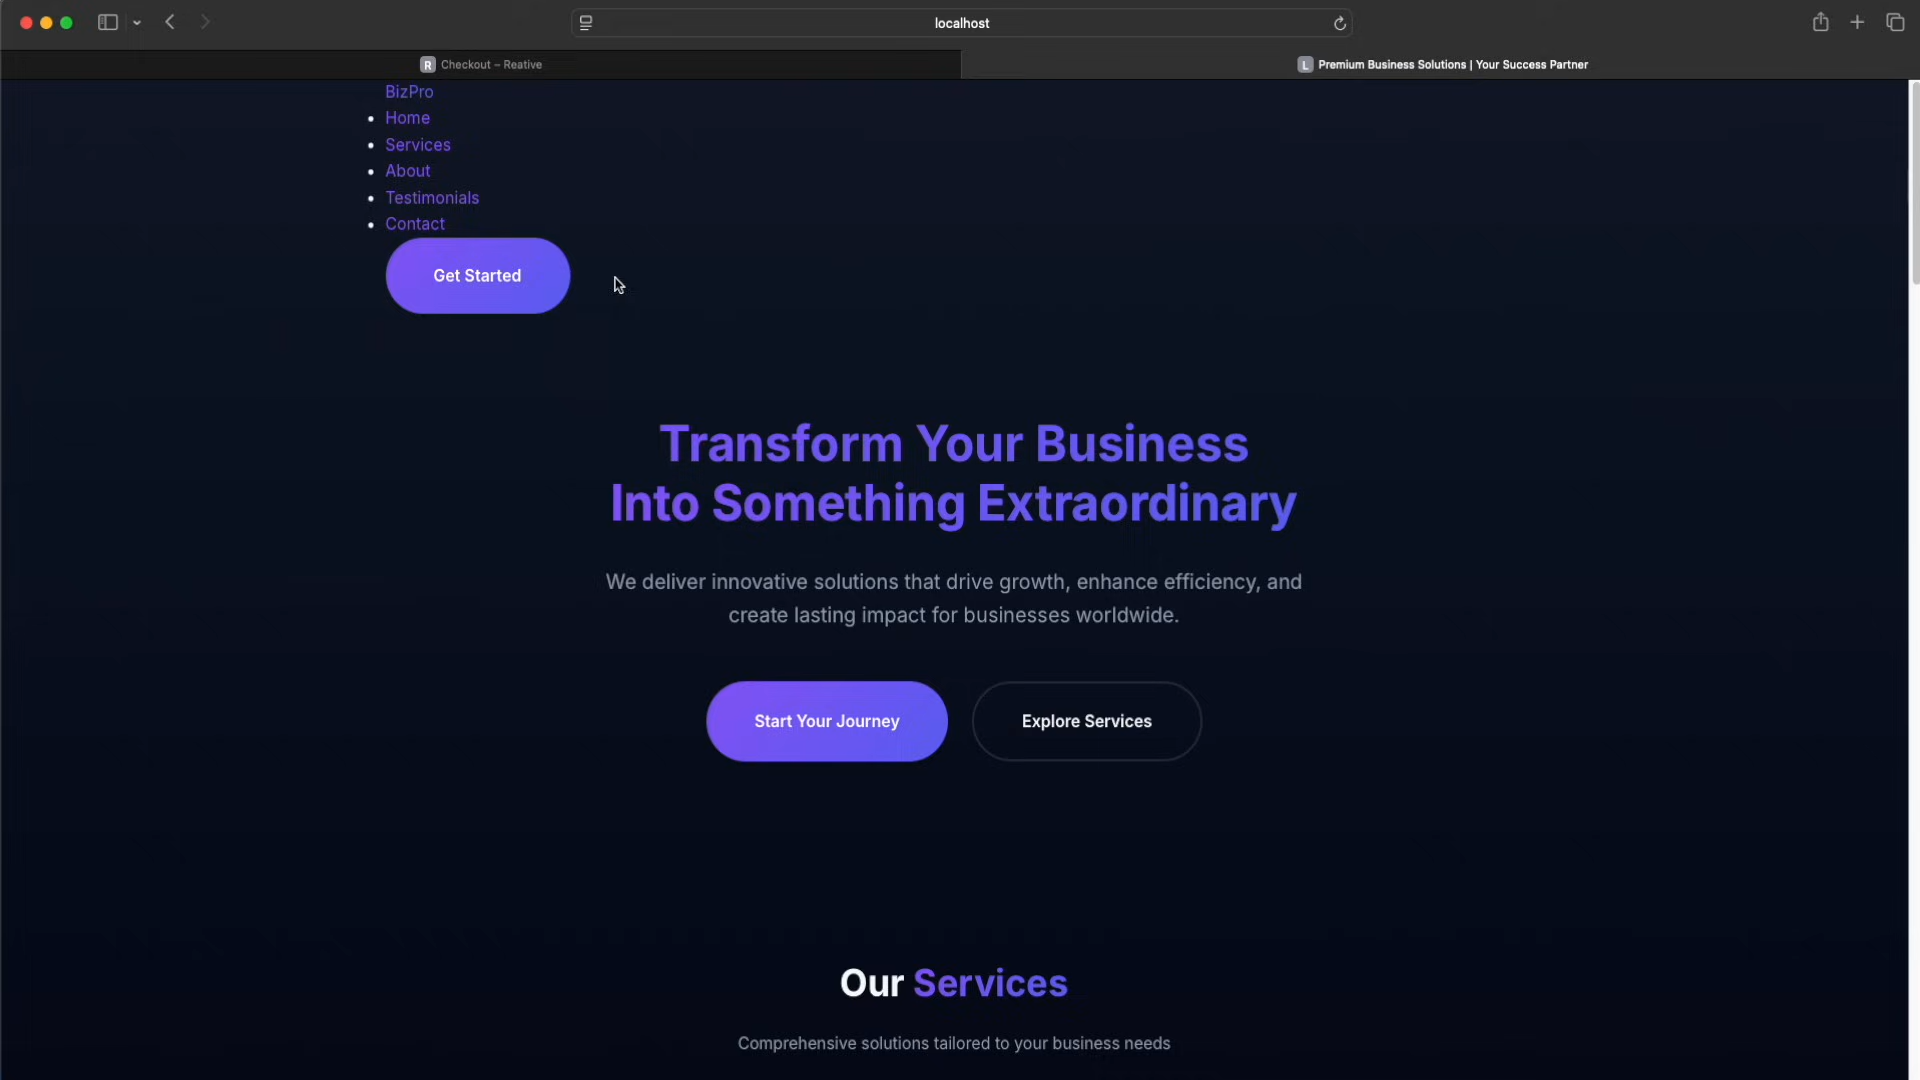 localhost
R Checkout – Reative
L Premium Business Solutions | Your Success Partner
BizPro
Home
Services
About
Testimonials
Contact
Get Started
Transform Your Business
Into Something Extraordinary
We deliver innovative solutions that drive growth, enhance efficiency, and
create lasting impact for businesses worldwide.
Start Your Journey
Explore Services
Our Services
Comprehensive solutions tailored to your business needs